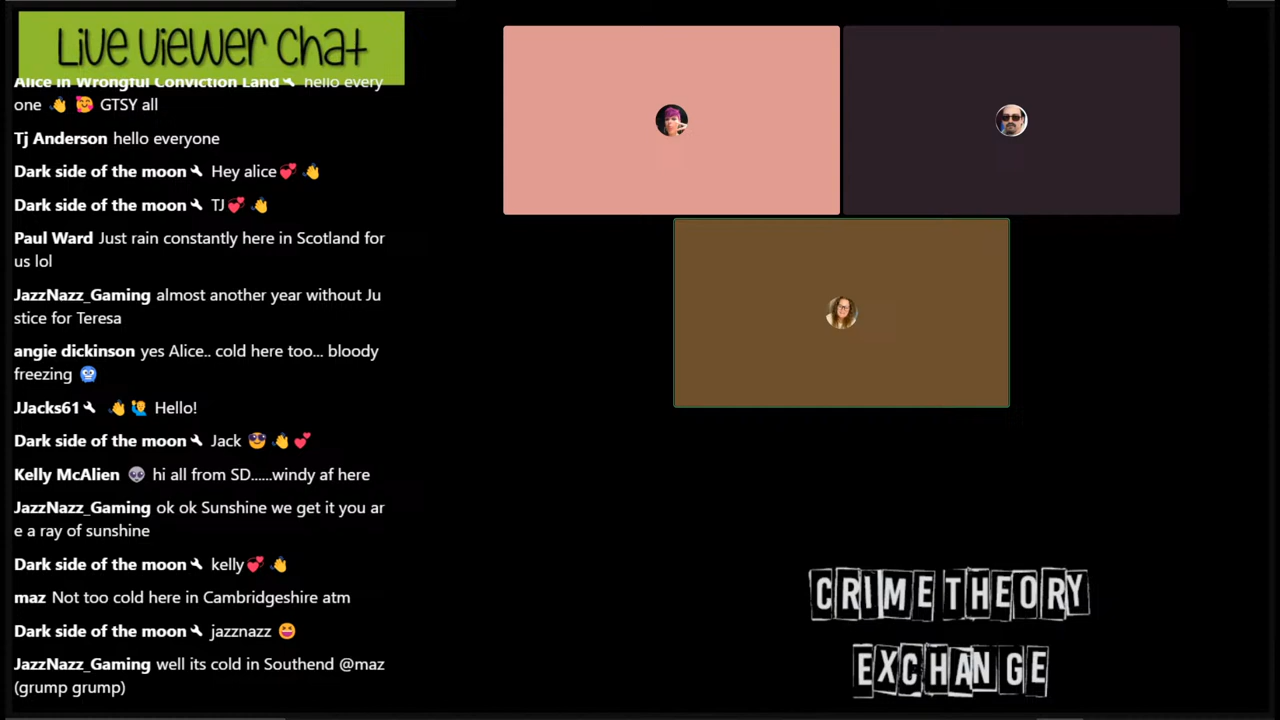 Live Viewer Chat
Alice in Wrongful Conviction Land hello every
one 👋 🥰 GTSY all
Tj Anderson hello everyone
Dark side of the moon Hey alice💞 👋
Dark side of the moon TJ💞 👋
Paul Ward Just rain constantly here in Scotland for
us lol
JazzNazz_Gaming almost another year without Ju
stice for Teresa
angie dickinson yes Alice.. cold here too... bloody
freezing 🥶
JJacks61 👋 🙋 Hello!
Dark side of the moon Jack 😎 👋 💕
Kelly McAlien 👽 hi all from SD......windy af here
JazzNazz_Gaming ok ok Sunshine we get it you ar
e a ray of sunshine
Dark side of the moon kelly💞 👋
maz Not too cold here in Cambridgeshire atm
Dark side of the moon jazznazz 😆
JazzNazz_Gaming well its cold in Southend @maz
(grump grump)
CRIME THEORY
EXCHANGE